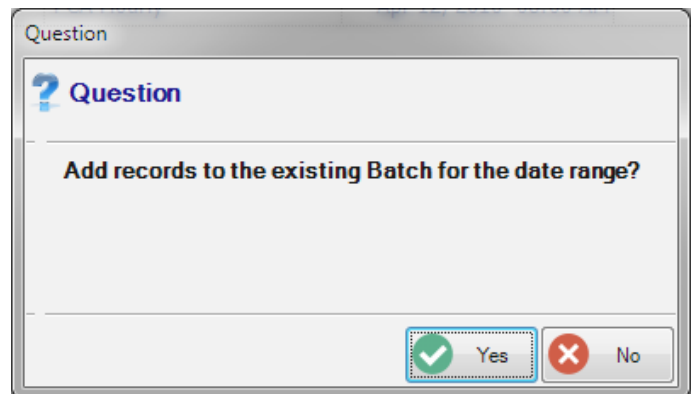 Question
Question
Add records to the existing Batch for the date range?
Yes
No